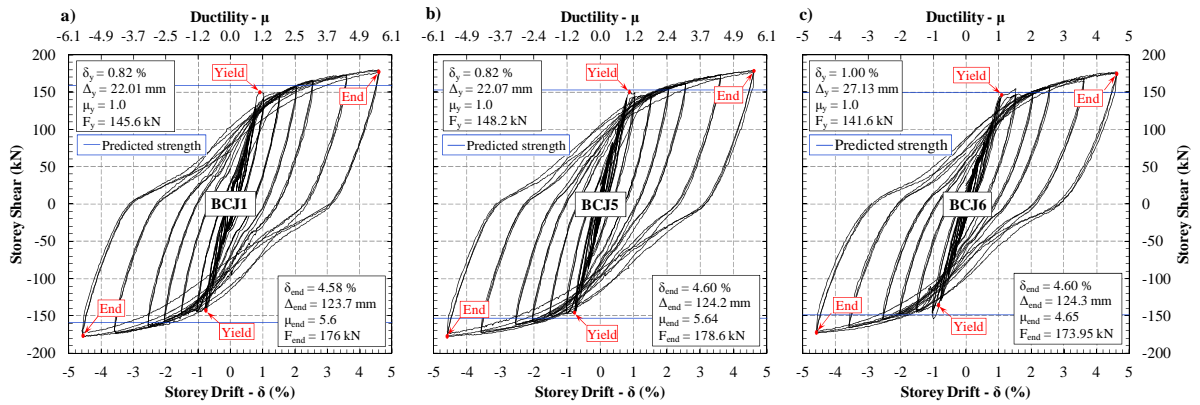 a)
Ductility - μ
-6.1 -4.9 -3.7 -2.5 -1.2 0.0 1.2 2.5 3.7 4.9 6.1
200
150
100
50
0
-50
-100
-150
-200
Storey Shear (kN)
δy = 0.82 %
Δy = 22.01 mm
μy = 1.0
Fy = 145.6 kN
Predicted strength
Yield
End
BCJ1
End
Yield
δend = 4.58 %
Δend = 123.7 mm
μend = 5.6
Fend = 176 kN
-5 -4 -3 -2 -1 0 1 2 3 4 5
Storey Drift - δ (%)
b)
Ductility - μ
-6.1 -4.9 -3.7 -2.5 -1.2 0.0 1.2 2.5 3.7 4.9 6.1
δy = 0.82 %
Δy = 22.07 mm
μy = 1.0
Fy = 148.2 kN
Predicted strength
Yield
End
BCJ5
End
Yield
δend = 4.60 %
Δend = 124.2 mm
μend = 5.64
Fend = 178.6 kN
-5 -4 -3 -2 -1 0 1 2 3 4 5
Storey Drift - δ (%)
c)
Ductility - μ
-5 -4 -3 -2 -1 0 1 2 3 4 5
δy = 1.00 %
Δy = 27.13 mm
μy = 1.0
Fy = 141.6 kN
Predicted strength
Yield
End
BCJ6
End
Yield
δend = 4.60 %
Δend = 124.3 mm
μend = 4.65
Fend = 173.95 kN
-5 -4 -3 -2 -1 0 1 2 3 4 5
Storey Drift - δ (%)
200
150
100
50
0
-50
-100
-150
-200
Storey Shear (kN)